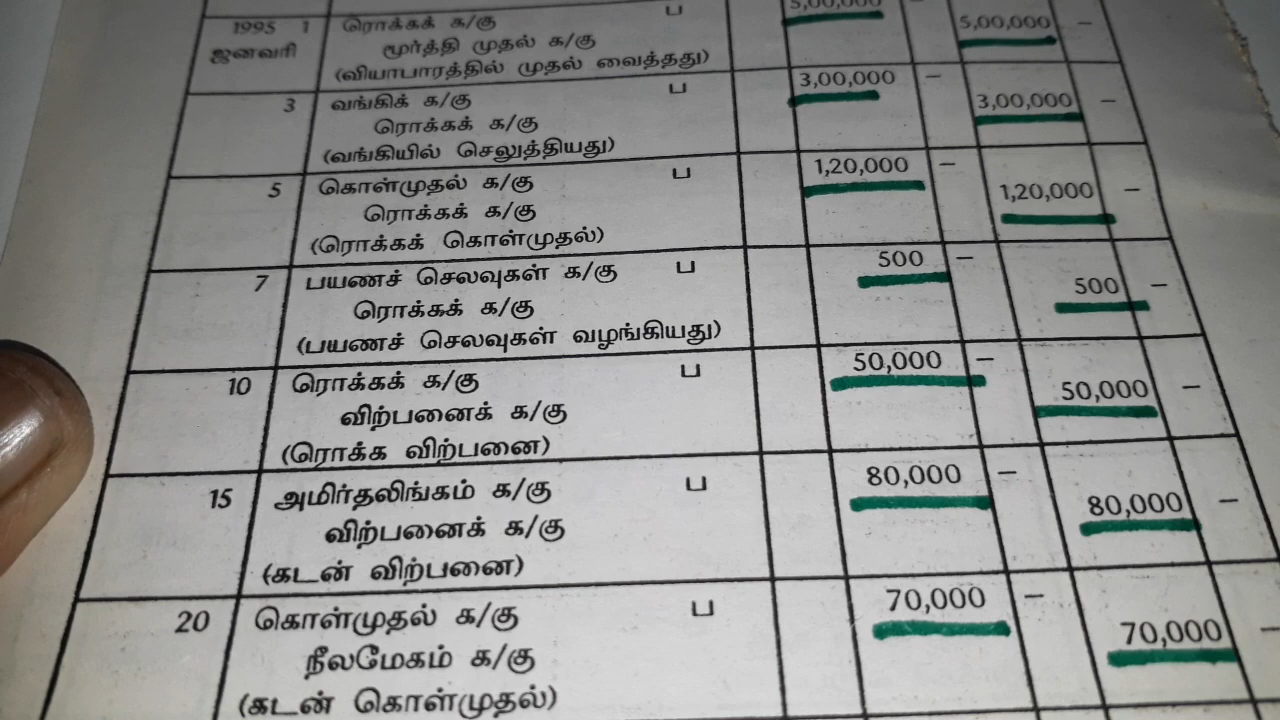 1995 1 ரொக்கக் க/கு ப 5,00,000 –
ஜனவரி மூர்த்தி முதல் க/கு 5,00,000 –
(வியாபாரத்தில் முதல் வைத்தது)
3 வங்கிக் க/கு ப 3,00,000 –
ரொக்கக் க/கு 3,00,000 –
(வங்கியில் செலுத்தியது)
5 கொள்முதல் க/கு ப 1,20,000 –
ரொக்கக் க/கு 1,20,000 –
(ரொக்கக் கொள்முதல்)
7 பயணச் செலவுகள் க/கு ப 500 –
ரொக்கக் க/கு 500 –
(பயணச் செலவுகள் வழங்கியது)
10 ரொக்கக் க/கு ப 50,000 –
விற்பனைக் க/கு 50,000 –
(ரொக்க விற்பனை)
15 அமிர்தலிங்கம் க/கு ப 80,000 –
விற்பனைக் க/கு 80,000 –
(கடன் விற்பனை)
20 கொள்முதல் க/கு ப 70,000 –
நீலமேகம் க/கு 70,000 –
(கடன் கொள்முதல்)